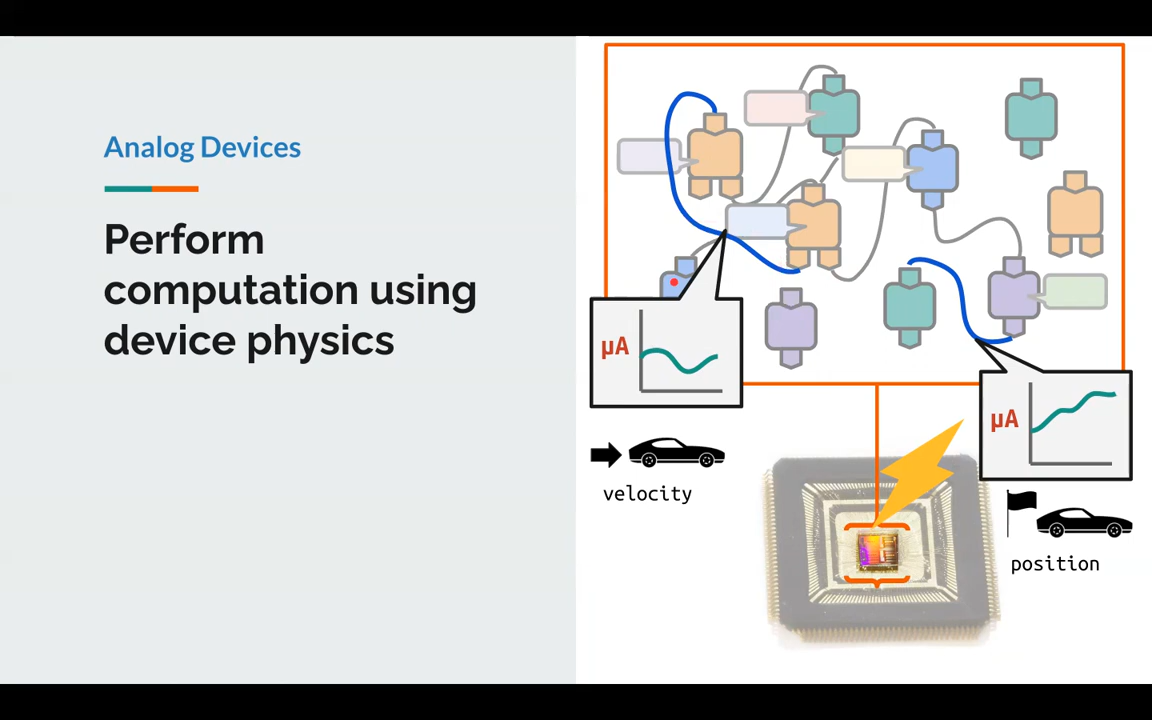 Analog Devices
Perform
computation using
device physics
µA
µA
velocity
position